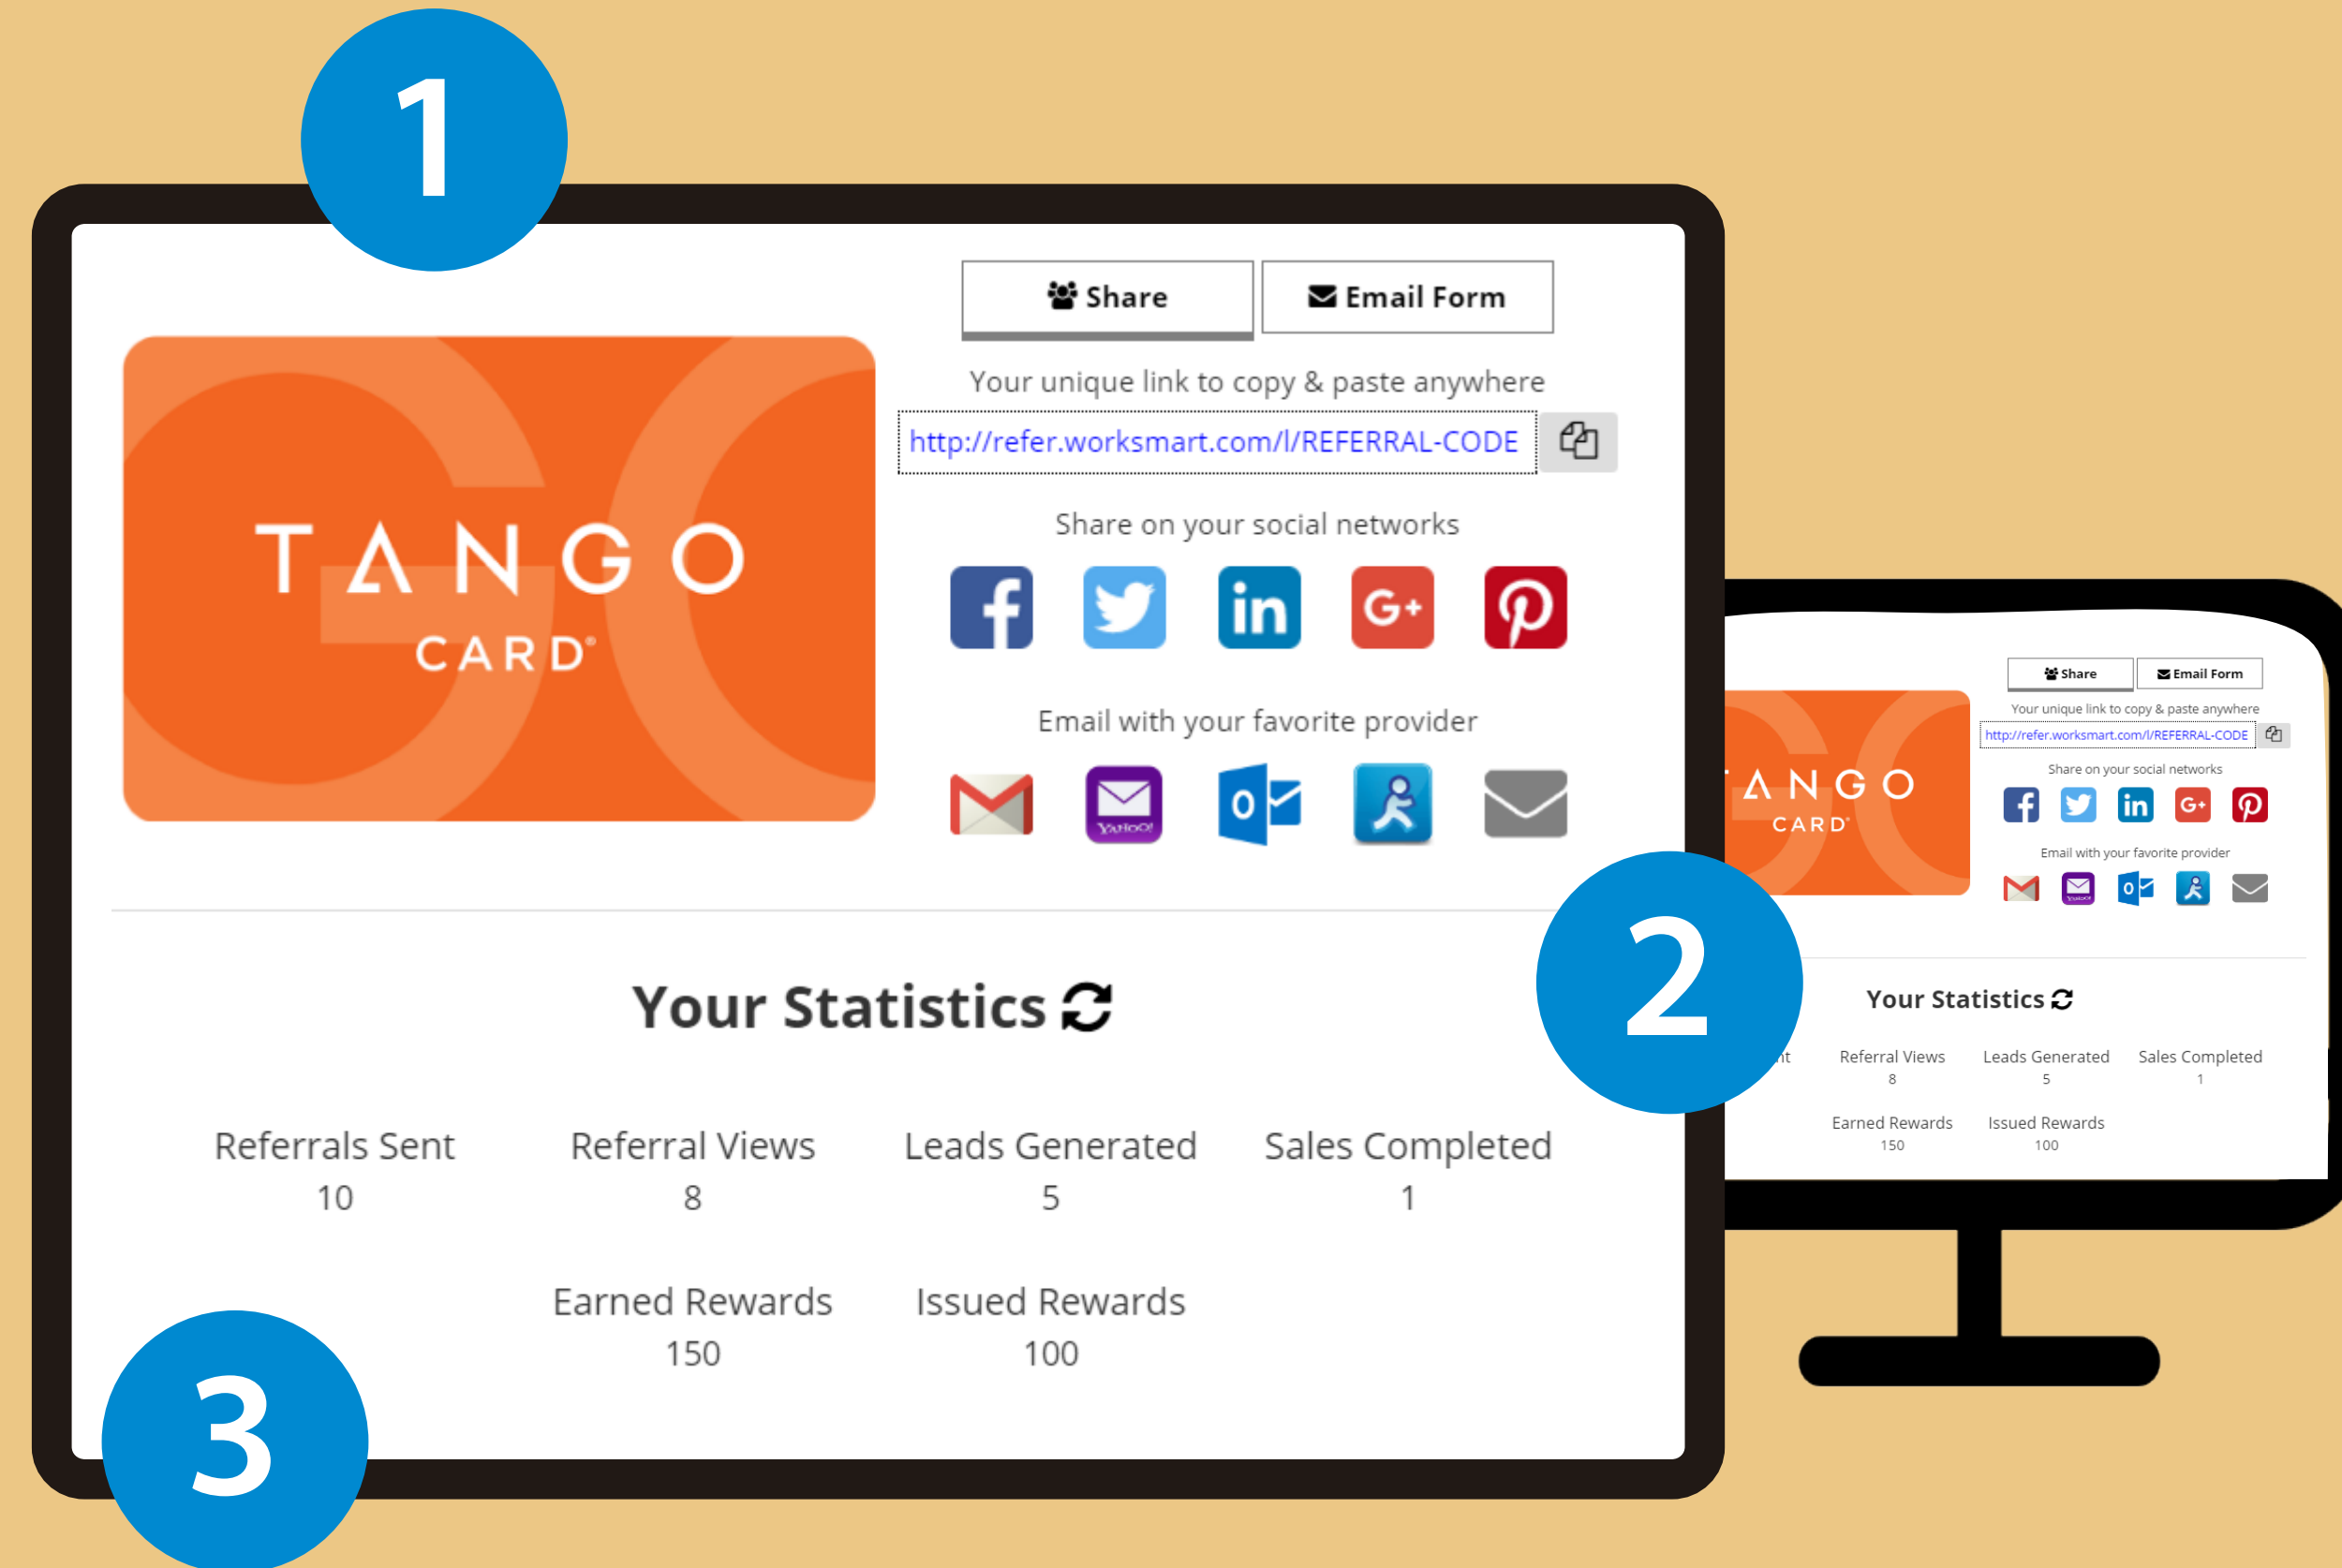 1
Share
Email Form
Your unique link to copy & paste anywhere
http://refer.worksmart.com/l/REFERRAL-CODE
TANGO
CARD®
Share on your social networks
f
in
G+
Email with your favorite provider
YAHOO!
o
Your Statistics
Referrals Sent
Referral Views
Leads Generated
Sales Completed
10
8
5
1
Earned Rewards
Issued Rewards
150
100
2
3
Share
Email Form
Your unique link to copy & paste anywhere
http://refer.worksmart.com/l/REFERRAL-CODE
ANGO
CARD®
Share on your social networks
f
in
G+
Email with your favorite provider
YAHOO!
o
Your Statistics
nt
Referral Views
Leads Generated
Sales Completed
8
5
1
Earned Rewards
Issued Rewards
150
100